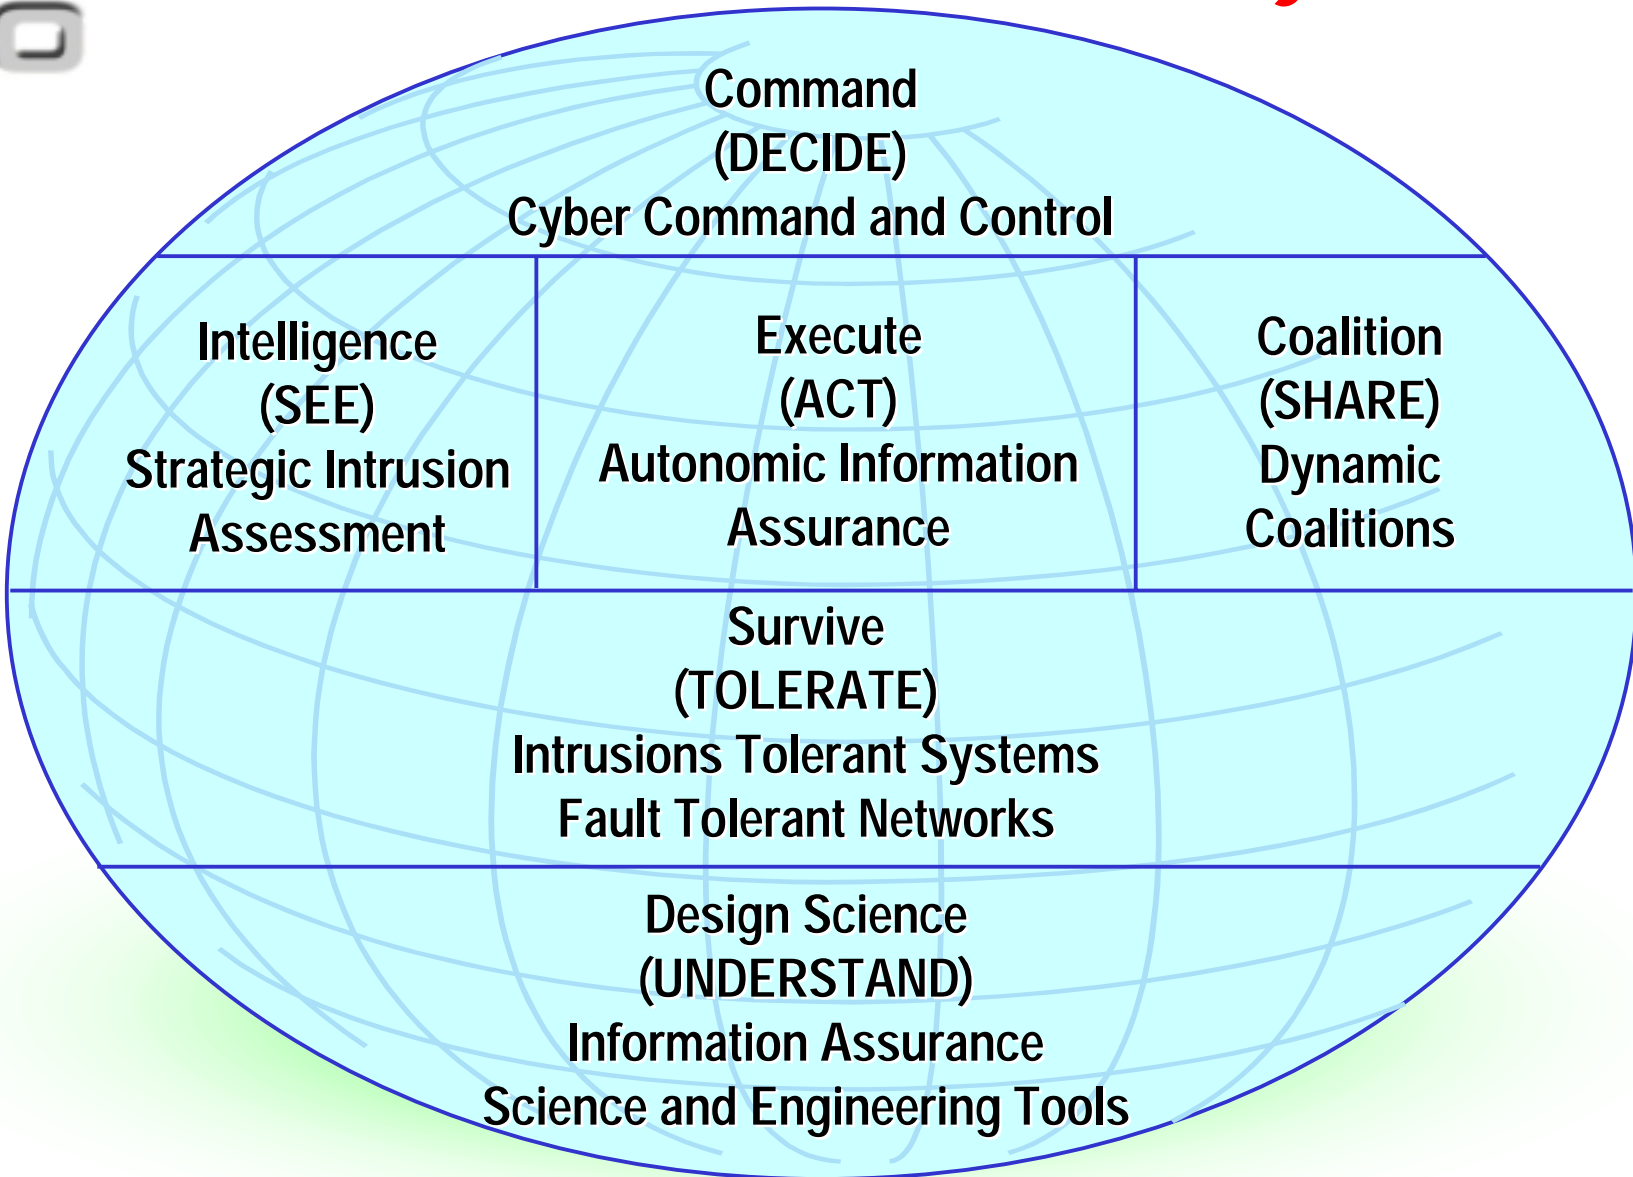 Command
(DECIDE)
Cyber Command and Control
Intelligence
(SEE)
Strategic Intrusion
Assessment
Execute
(ACT)
Autonomic Information
Assurance
Coalition
(SHARE)
Dynamic
Coalitions
Survive
(TOLERATE)
Intrusions Tolerant Systems
Fault Tolerant Networks
Design Science
(UNDERSTAND)
Information Assurance
Science and Engineering Tools